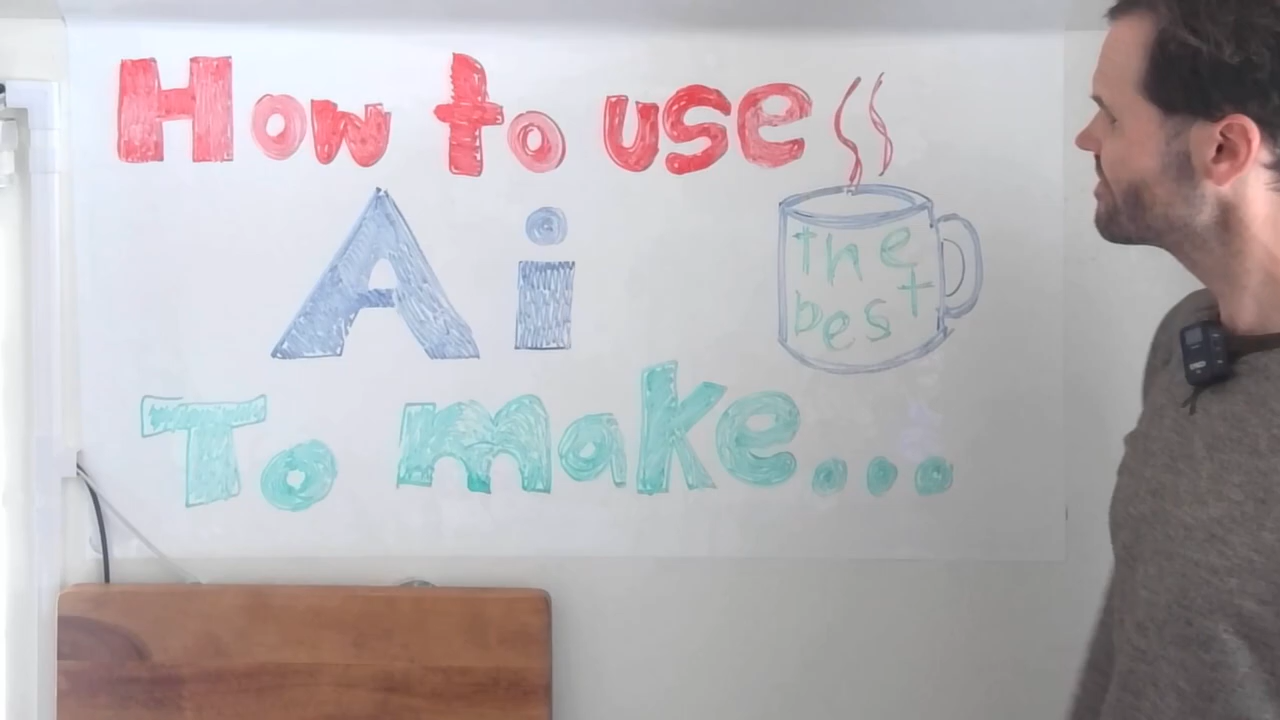 How to use
Ai
the
best
To make...